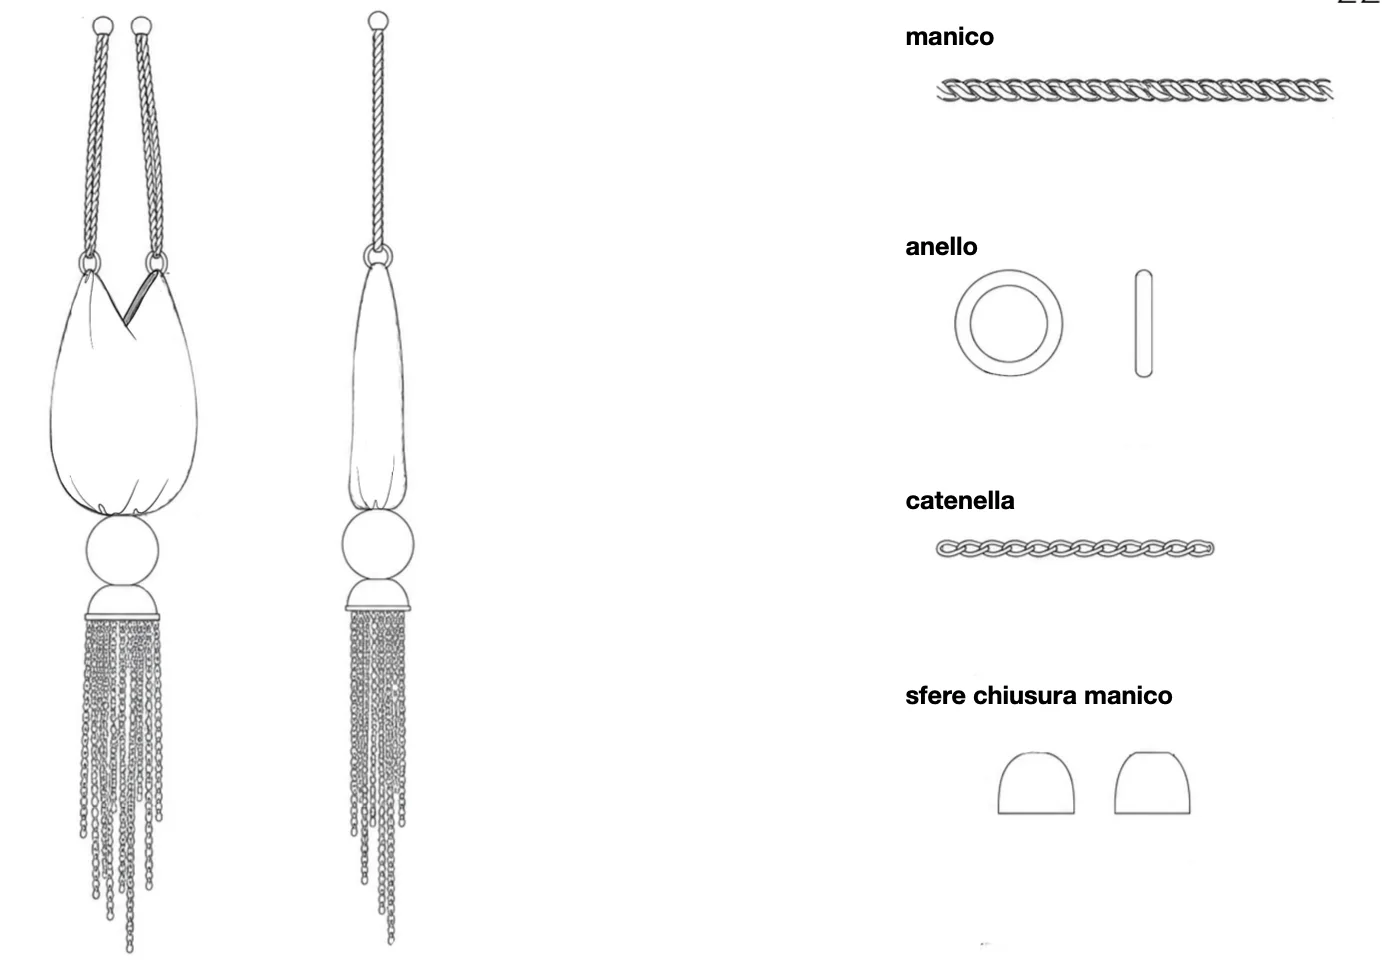 manico
anello
catenella
sfere chiusura manico